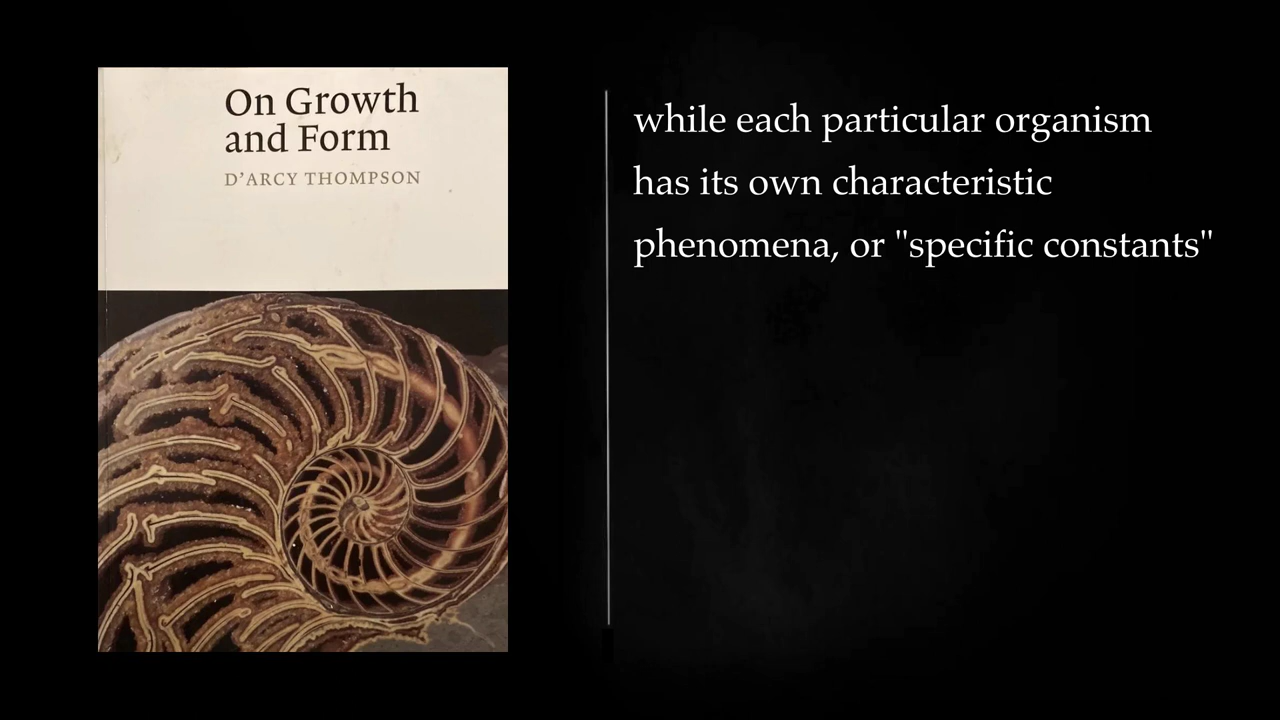 On Growth
and Form
D'ARCY THOMPSON
while each particular organism
has its own characteristic
phenomena, or "specific constants"